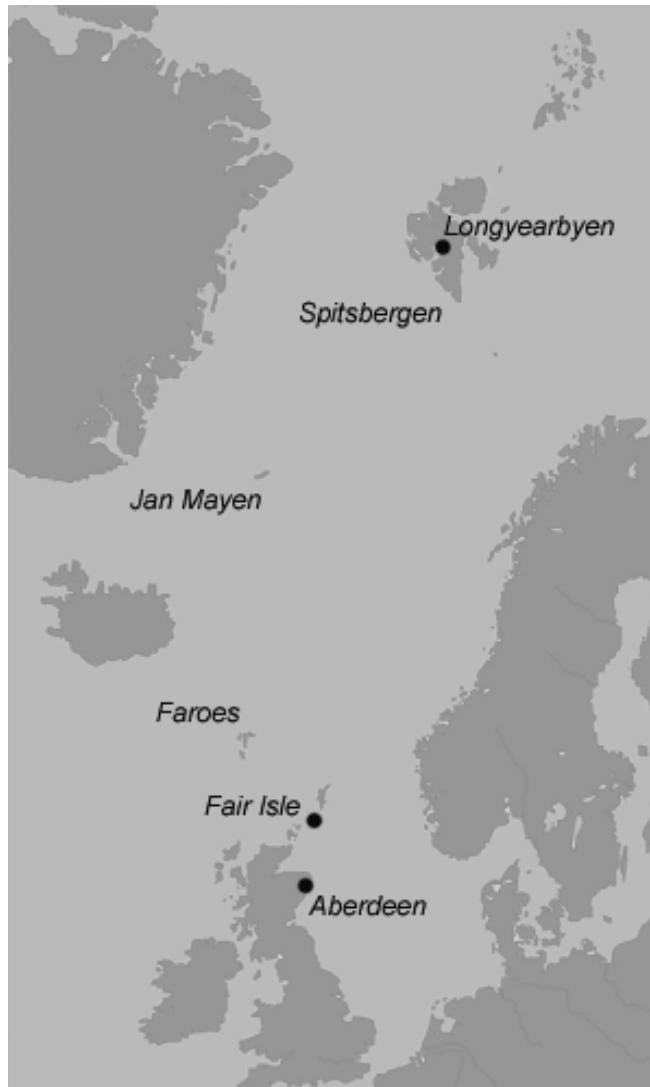 Longyearbyen
Spitsbergen
Jan Mayen
Faroes
Fair Isle
Aberdeen